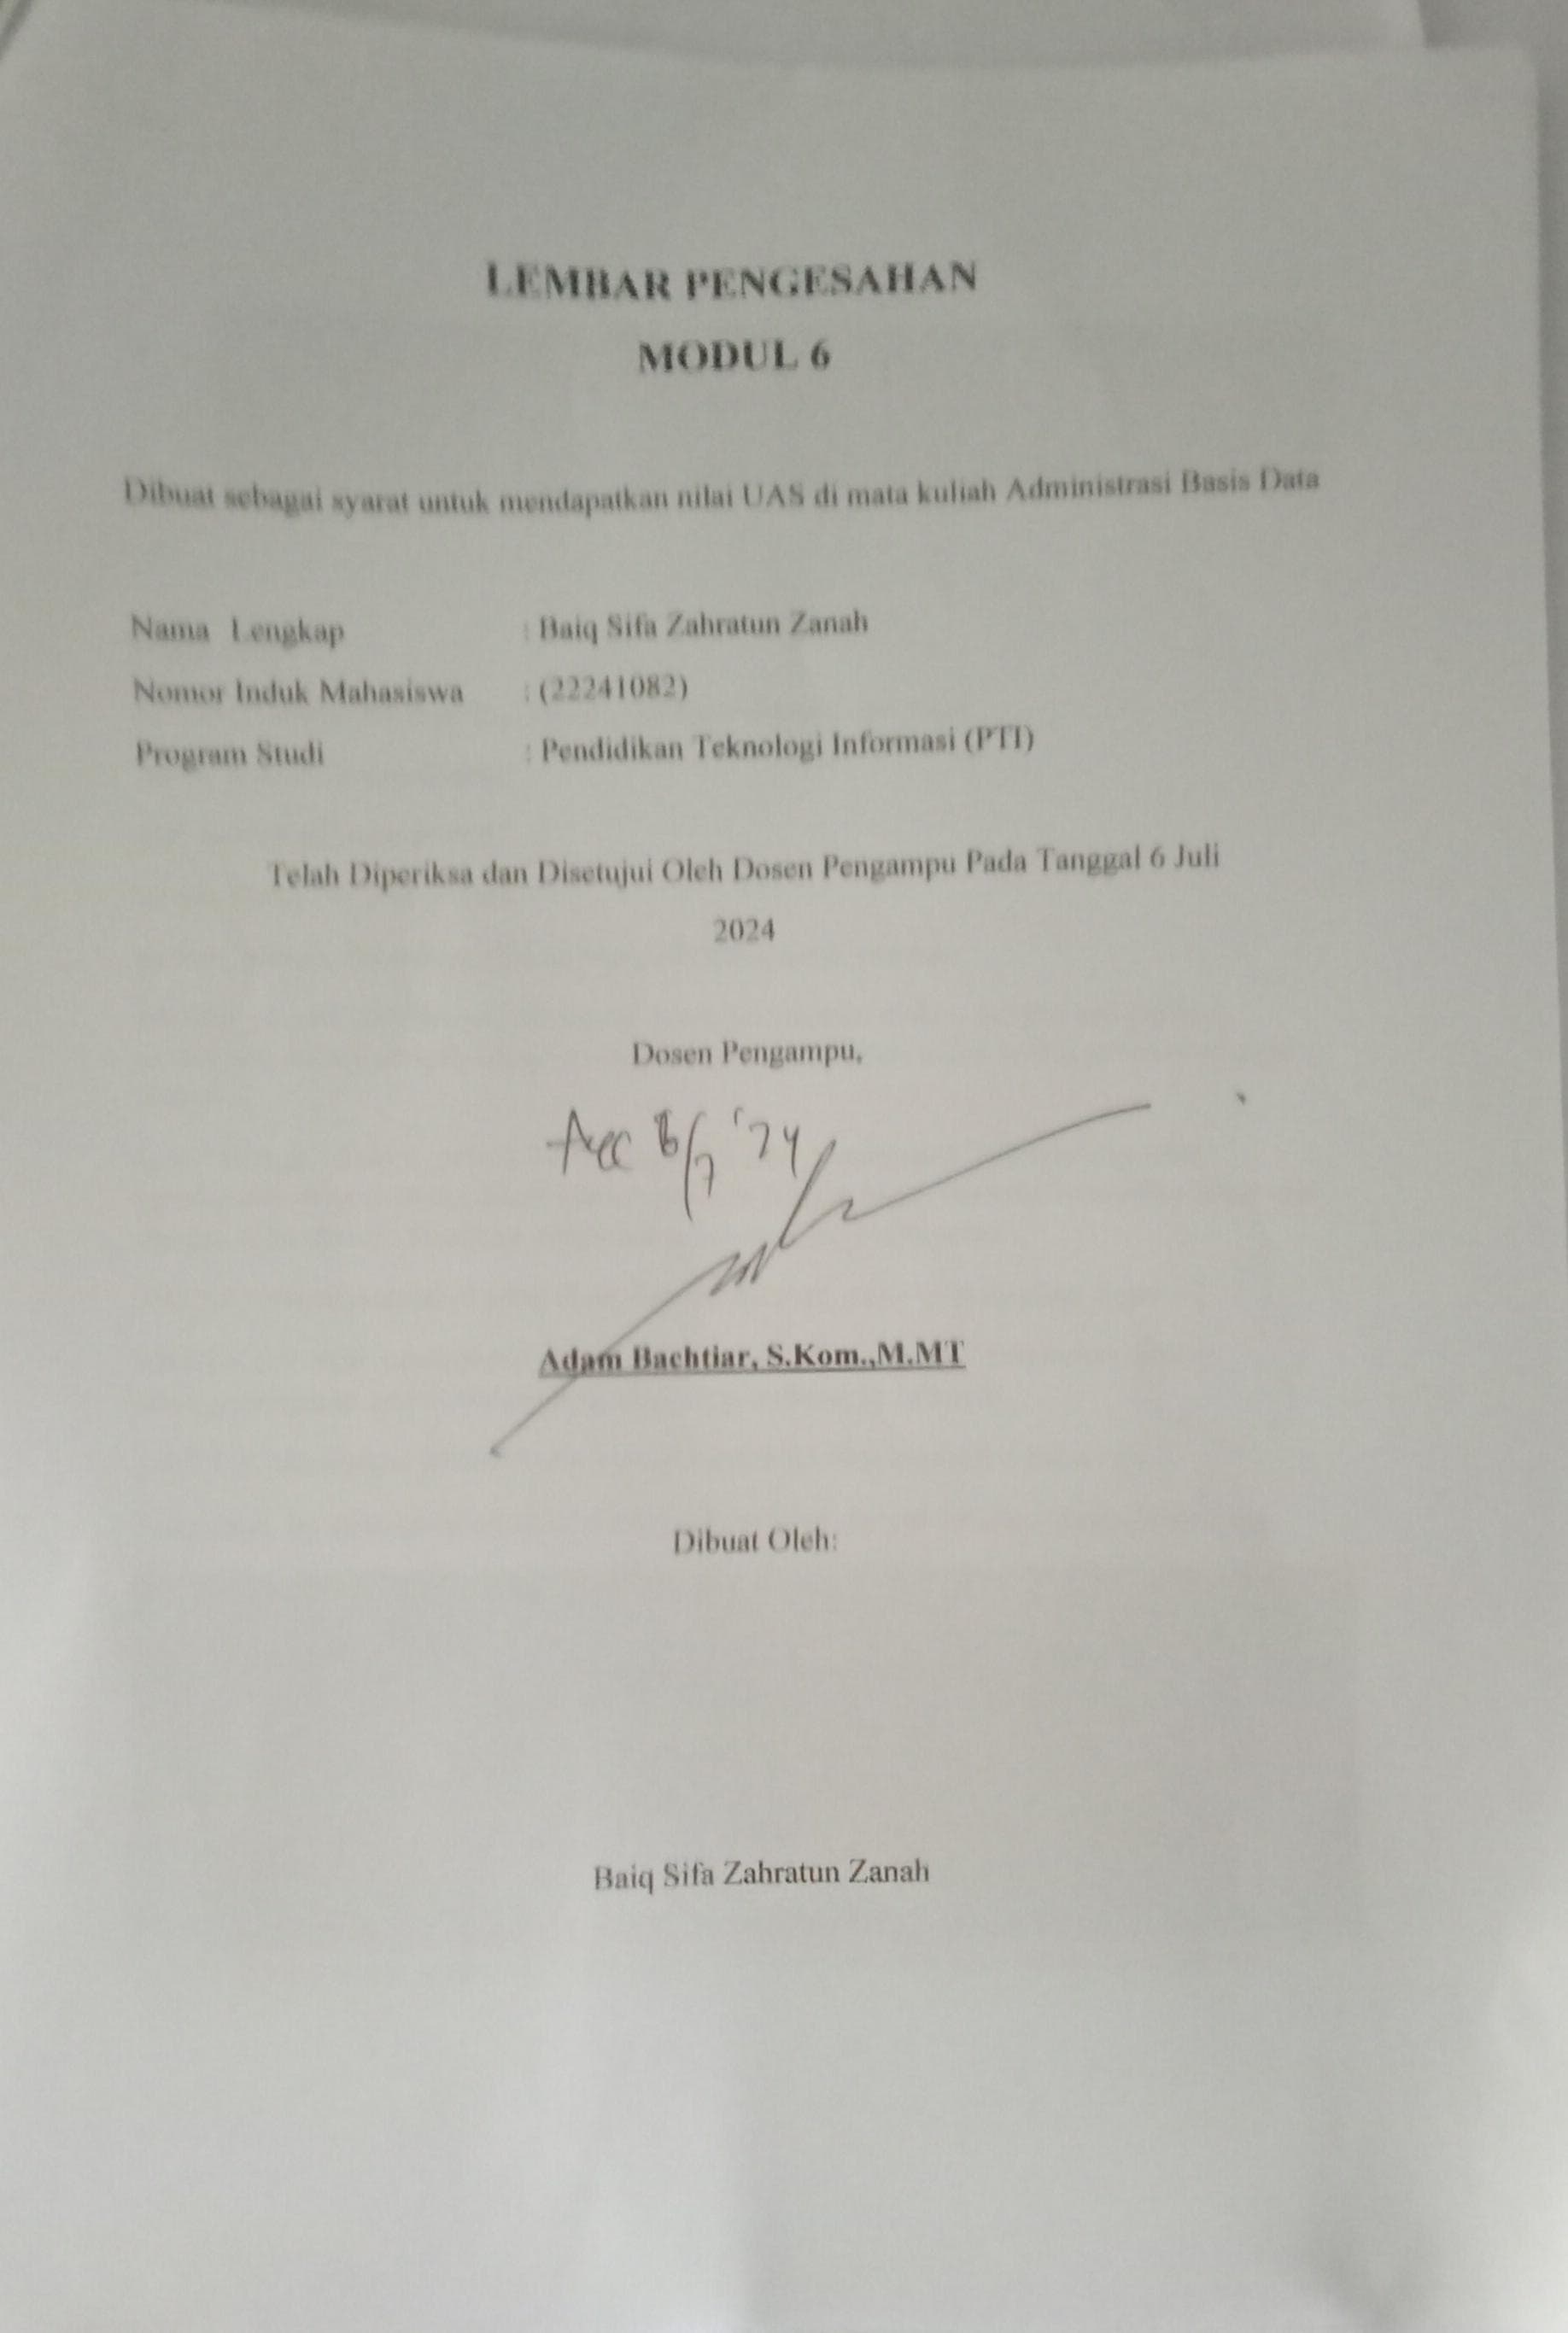 LEMBAR PENGESAHAN
MODUL 6
Dibuat sebagai syarat untuk mendapatkan nilai UAS di mata kuliah Administrasi Basis Data
Nama Lengkap : Baiq Sifa Zahratun Zanah
Nomor Induk Mahasiswa : (22241082)
Program Studi : Pendidikan Teknologi Informasi (PTI)
Telah Diperiksa dan Disetujui Oleh Dosen Pengampu Pada Tanggal 6 Juli
2024
Dosen Pengampu,
Acc /7 '24
Adam Bachtiar, S.Kom.,M.MT
Dibuat Oleh:
Baiq Sifa Zahratun Zanah